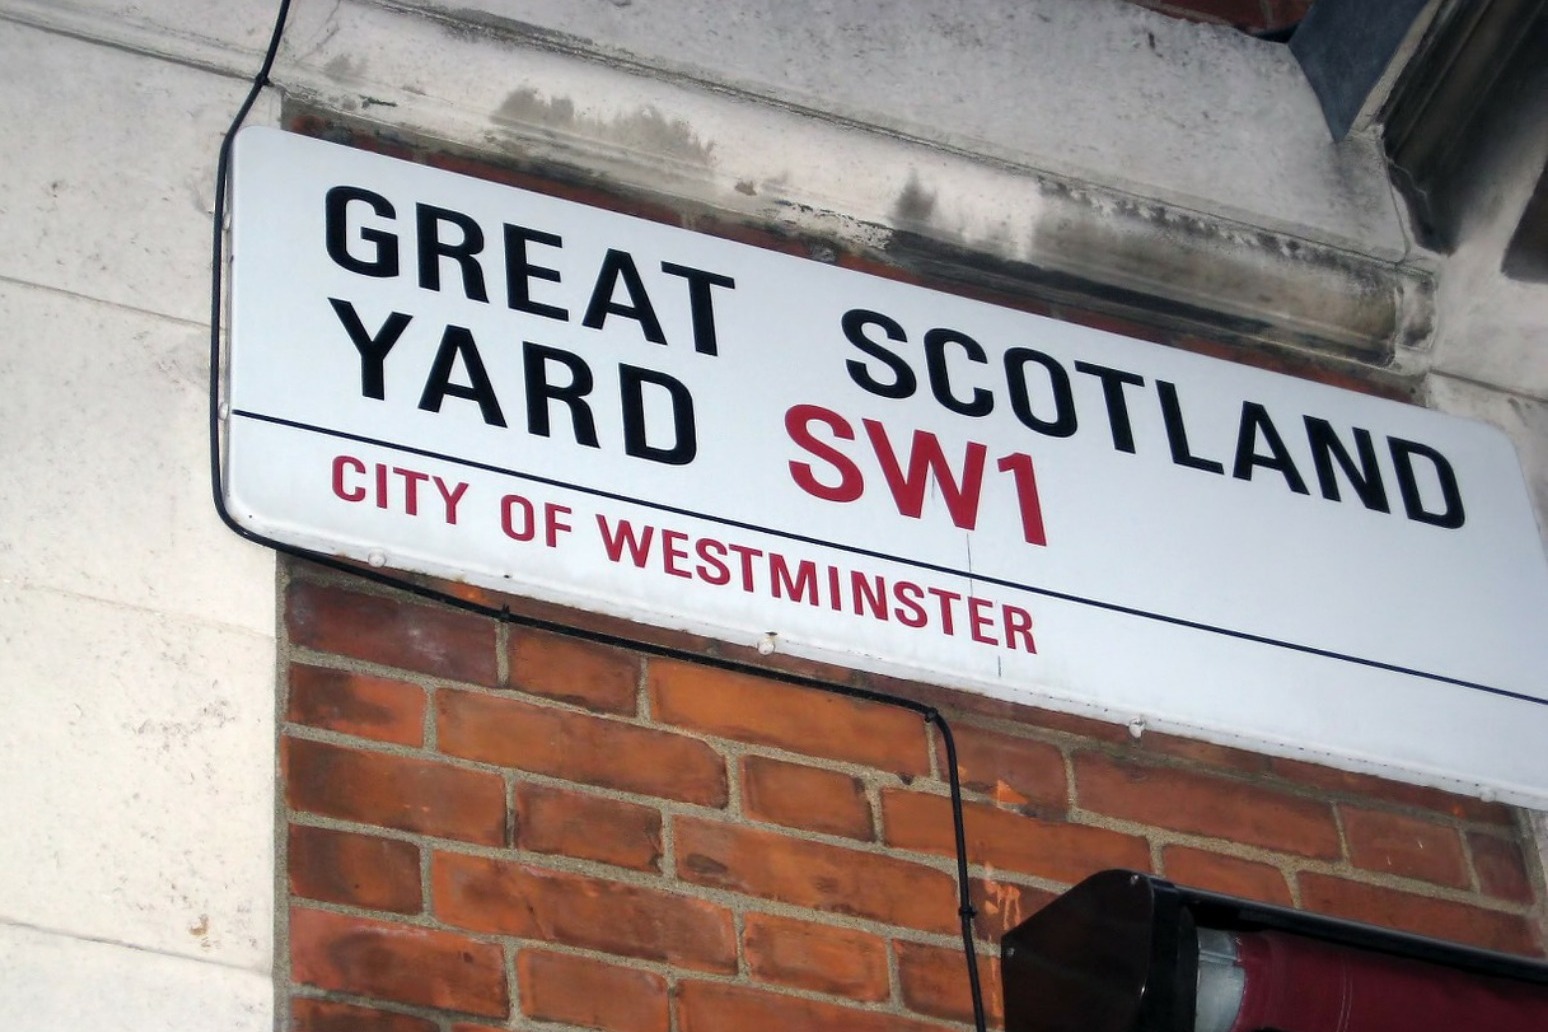 GREAT SCOTLAND
YARD SW1
CITY OF WESTMINSTER